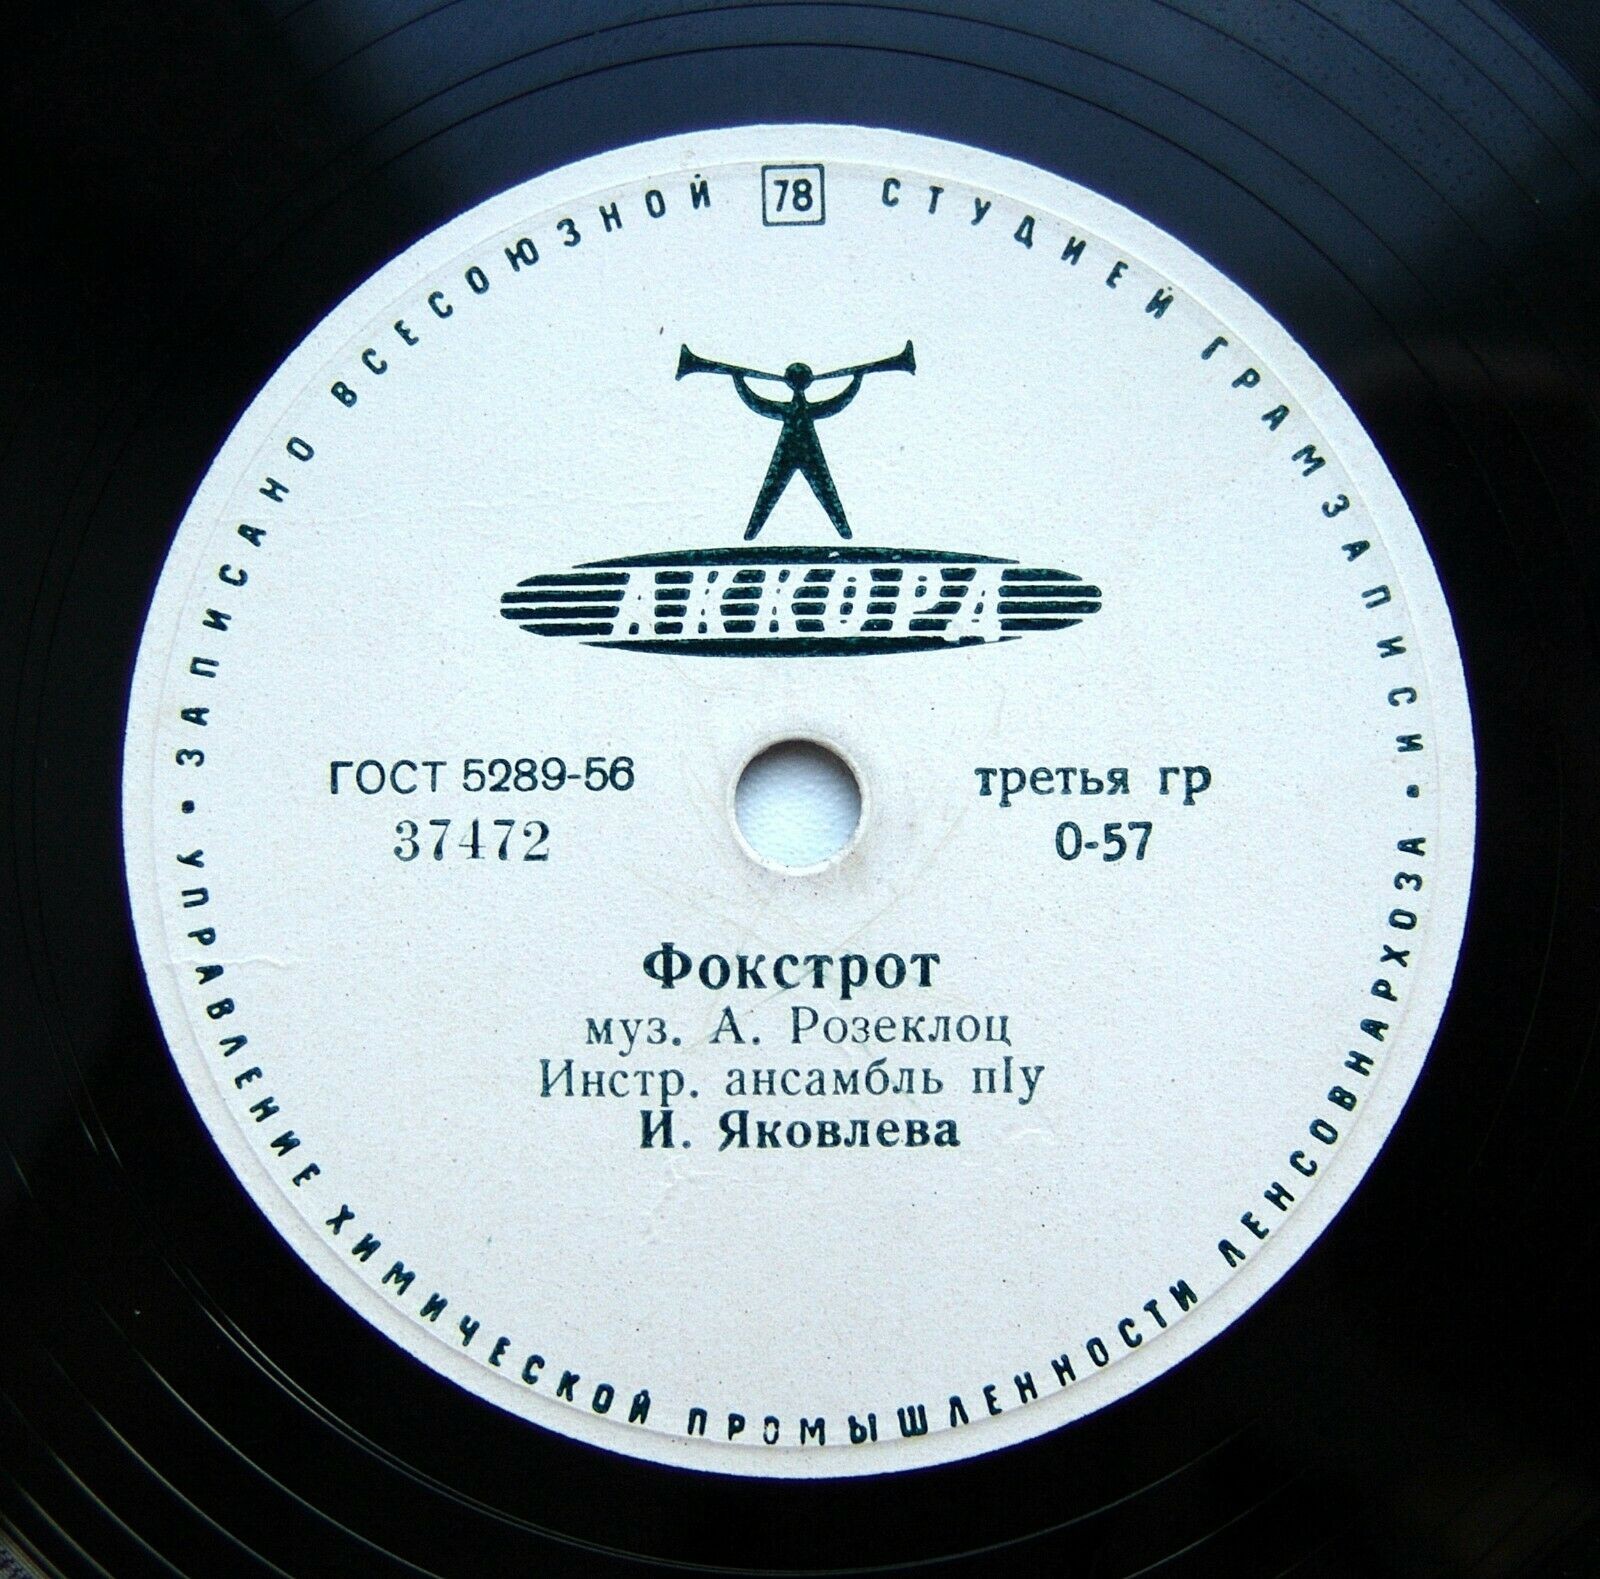 ЗАПИСАНО ВСЕСОЮЗНОЙ 78 СТУДИЕЙ ГРАМЗАПИСИ
АККОРД
ГОСТ 5289-56 третья гр
37472 0-57
Фокстрот
муз. А. Розеклоц
Инстр. ансамбль п/у
И. Яковлева
УПРАВЛЕНИЕ ХИМИЧЕСКОЙ ПРОМЫШЛЕННОСТИ ЛЕНСОВНАРХОЗА